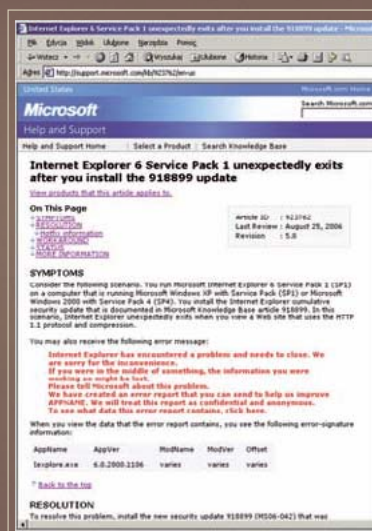 Internet Explorer 6 Service Pack 1 unexpectedly exits after you install the 918899 update - Microsoft
Plik Edycja Widok Ulubione Narzędzia Pomoc
Wstecz Wyszukaj Ulubione Historia
Adres http://support.microsoft.com/kb/923762/en-us
United States Microsoft.com Home
Microsoft Search Microsoft.com
Help and Support
Help and Support Home | Select a Product | Search Knowledge Base
Internet Explorer 6 Service Pack 1 unexpectedly exits
after you install the 918899 update
View products that this article applies to.
On This Page
SYMPTOMS
RESOLUTION
Hotfix information
WORKAROUND
STATUS
MORE INFORMATION
Article ID : 923762
Last Review : August 25, 2006
Revision : 5.0
SYMPTOMS
Consider the following scenario. You run Microsoft Internet Explorer 6 Service Pack 1 (SP1)
on a computer that is running Microsoft Windows XP with Service Pack (SP1) or Microsoft
Windows 2000 with Service Pack 4 (SP4). You install the Internet Explorer cumulative
security update that is documented in Microsoft Knowledge Base article 918899. In this
scenario, Internet Explorer unexpectedly exits when you view a Web site that uses the HTTP
1.1 protocol and compression.
You may also receive the following error message:
Internet Explorer has encountered a problem and needs to close. We
are sorry for the inconvenience.
If you were in the middle of something, the information you were
working on might be lost.
Please tell Microsoft about this problem.
We have created an error report that you can send to help us improve
APPNAME. We will treat this report as confidential and anonymous.
To see what data this error report contains, click here.
When you view the data that the error report contains, you see the following error-signature
information:
AppName AppVer ModName ModVer Offset
Iexplore.exe 6.0.2800.1106 varies varies varies
Back to the top
RESOLUTION
To resolve this problem, install the new security update 918899 (MS06-042) that was